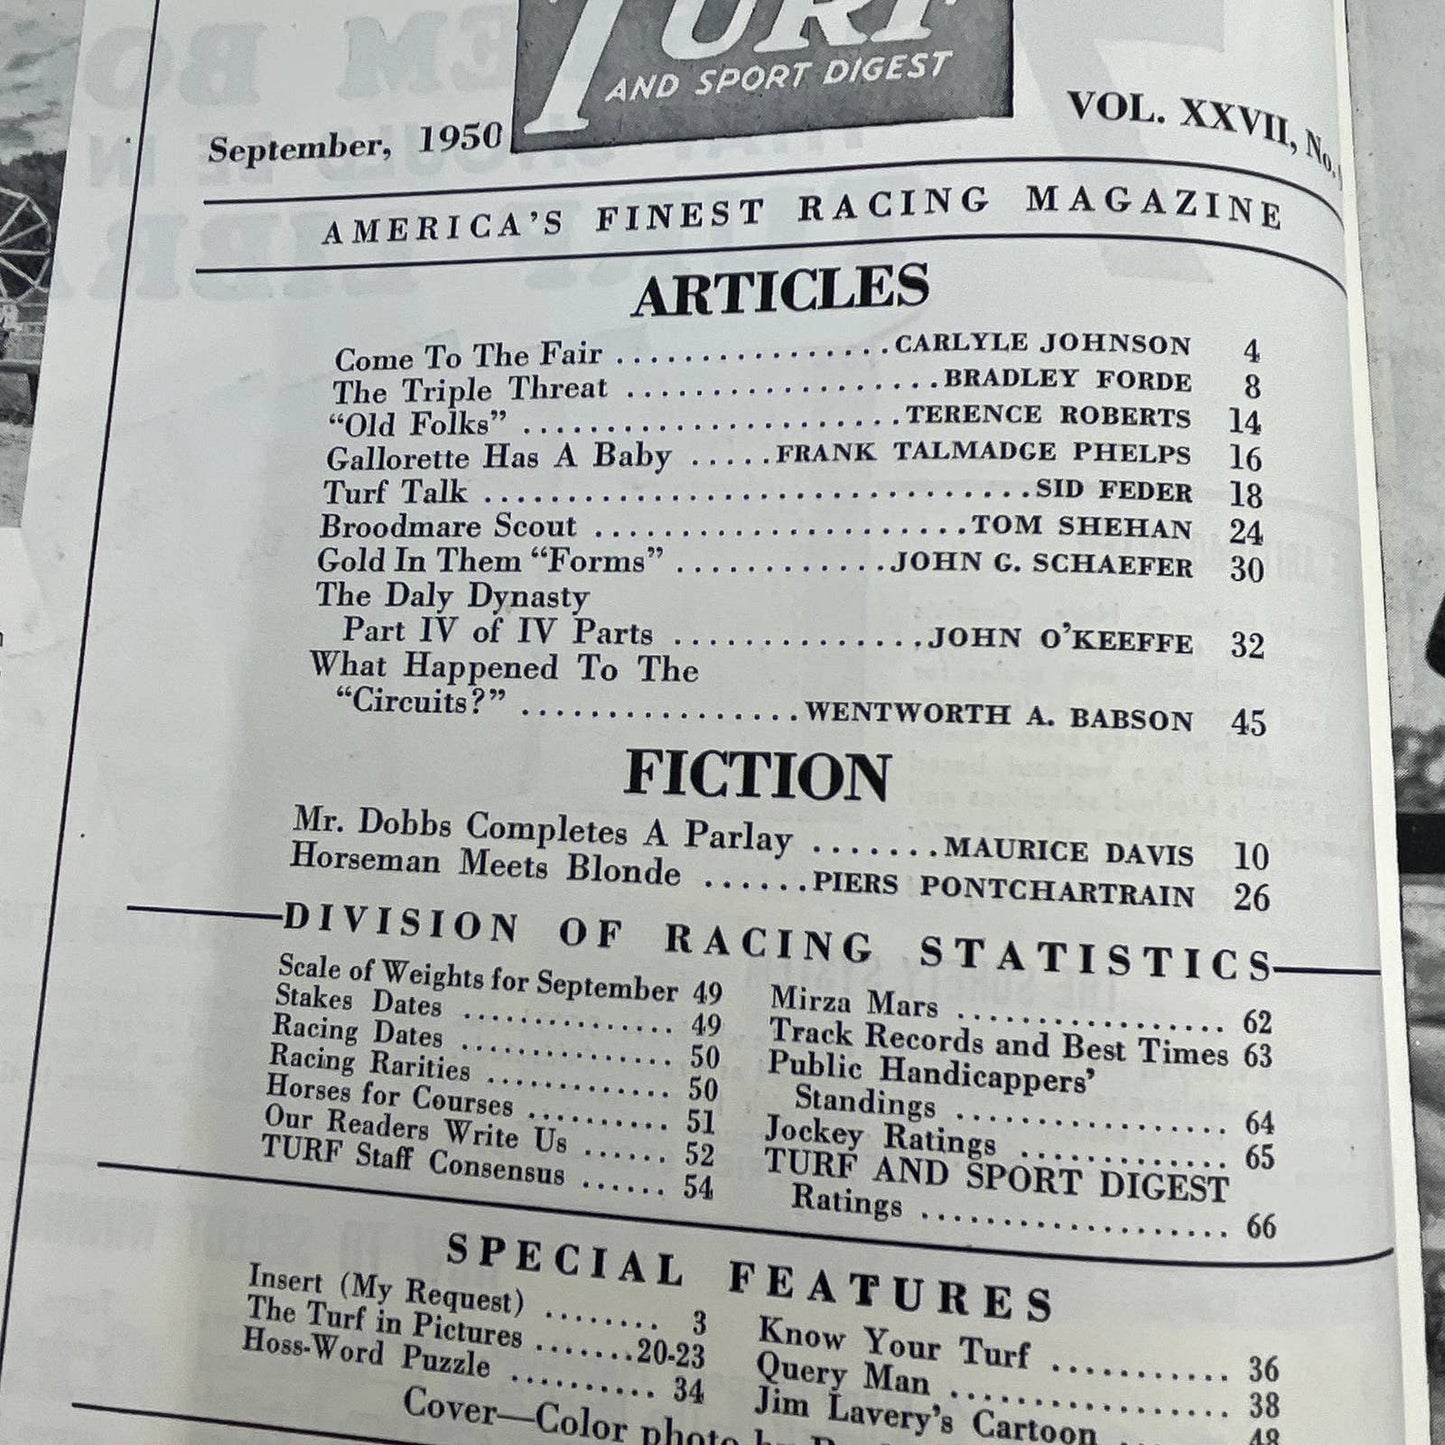 TURF
AND SPORT DIGEST
September, 1950
VOL. XXVII, No.
AMERICA'S FINEST RACING MAGAZINE
ARTICLES
Come To The Fair ................. CARLYLE JOHNSON 4
The Triple Threat ................... BRADLEY FORDE 8
“Old Folks” ....................... TERENCE ROBERTS 14
Gallorette Has A Baby ..... FRANK TALMADGE PHELPS 16
Turf Talk ................................. SID FEDER 18
Broodmare Scout ....................... TOM SHEHAN 24
Gold In Them “Forms” ............. JOHN G. SCHAEFER 30
The Daly Dynasty
Part IV of IV Parts ............... JOHN O'KEEFFE 32
What Happened To The
“Circuits?” ................. WENTWORTH A. BABSON 45
FICTION
Mr. Dobbs Completes A Parlay ....... MAURICE DAVIS 10
Horseman Meets Blonde ...... PIERS PONTCHARTRAIN 26
DIVISION OF RACING STATISTICS
Scale of Weights for September 49
Stakes Dates ............. 49
Racing Dates ............. 50
Racing Rarities ............ 50
Horses for Courses ......... 51
Our Readers Write Us ...... 52
TURF Staff Consensus ...... 54
Mirza Mars ................. 62
Track Records and Best Times 63
Public Handicappers'
Standings ................. 64
Jockey Ratings ............. 65
TURF AND SPORT DIGEST
Ratings ................... 66
SPECIAL FEATURES
Insert (My Request) ........ 3
The Turf in Pictures .......20-23
Hoss-Word Puzzle .......... 34
Know Your Turf ........... 36
Query Man ................. 38
Jim Lavery's Cartoon ... 48
Cover—Color photo by